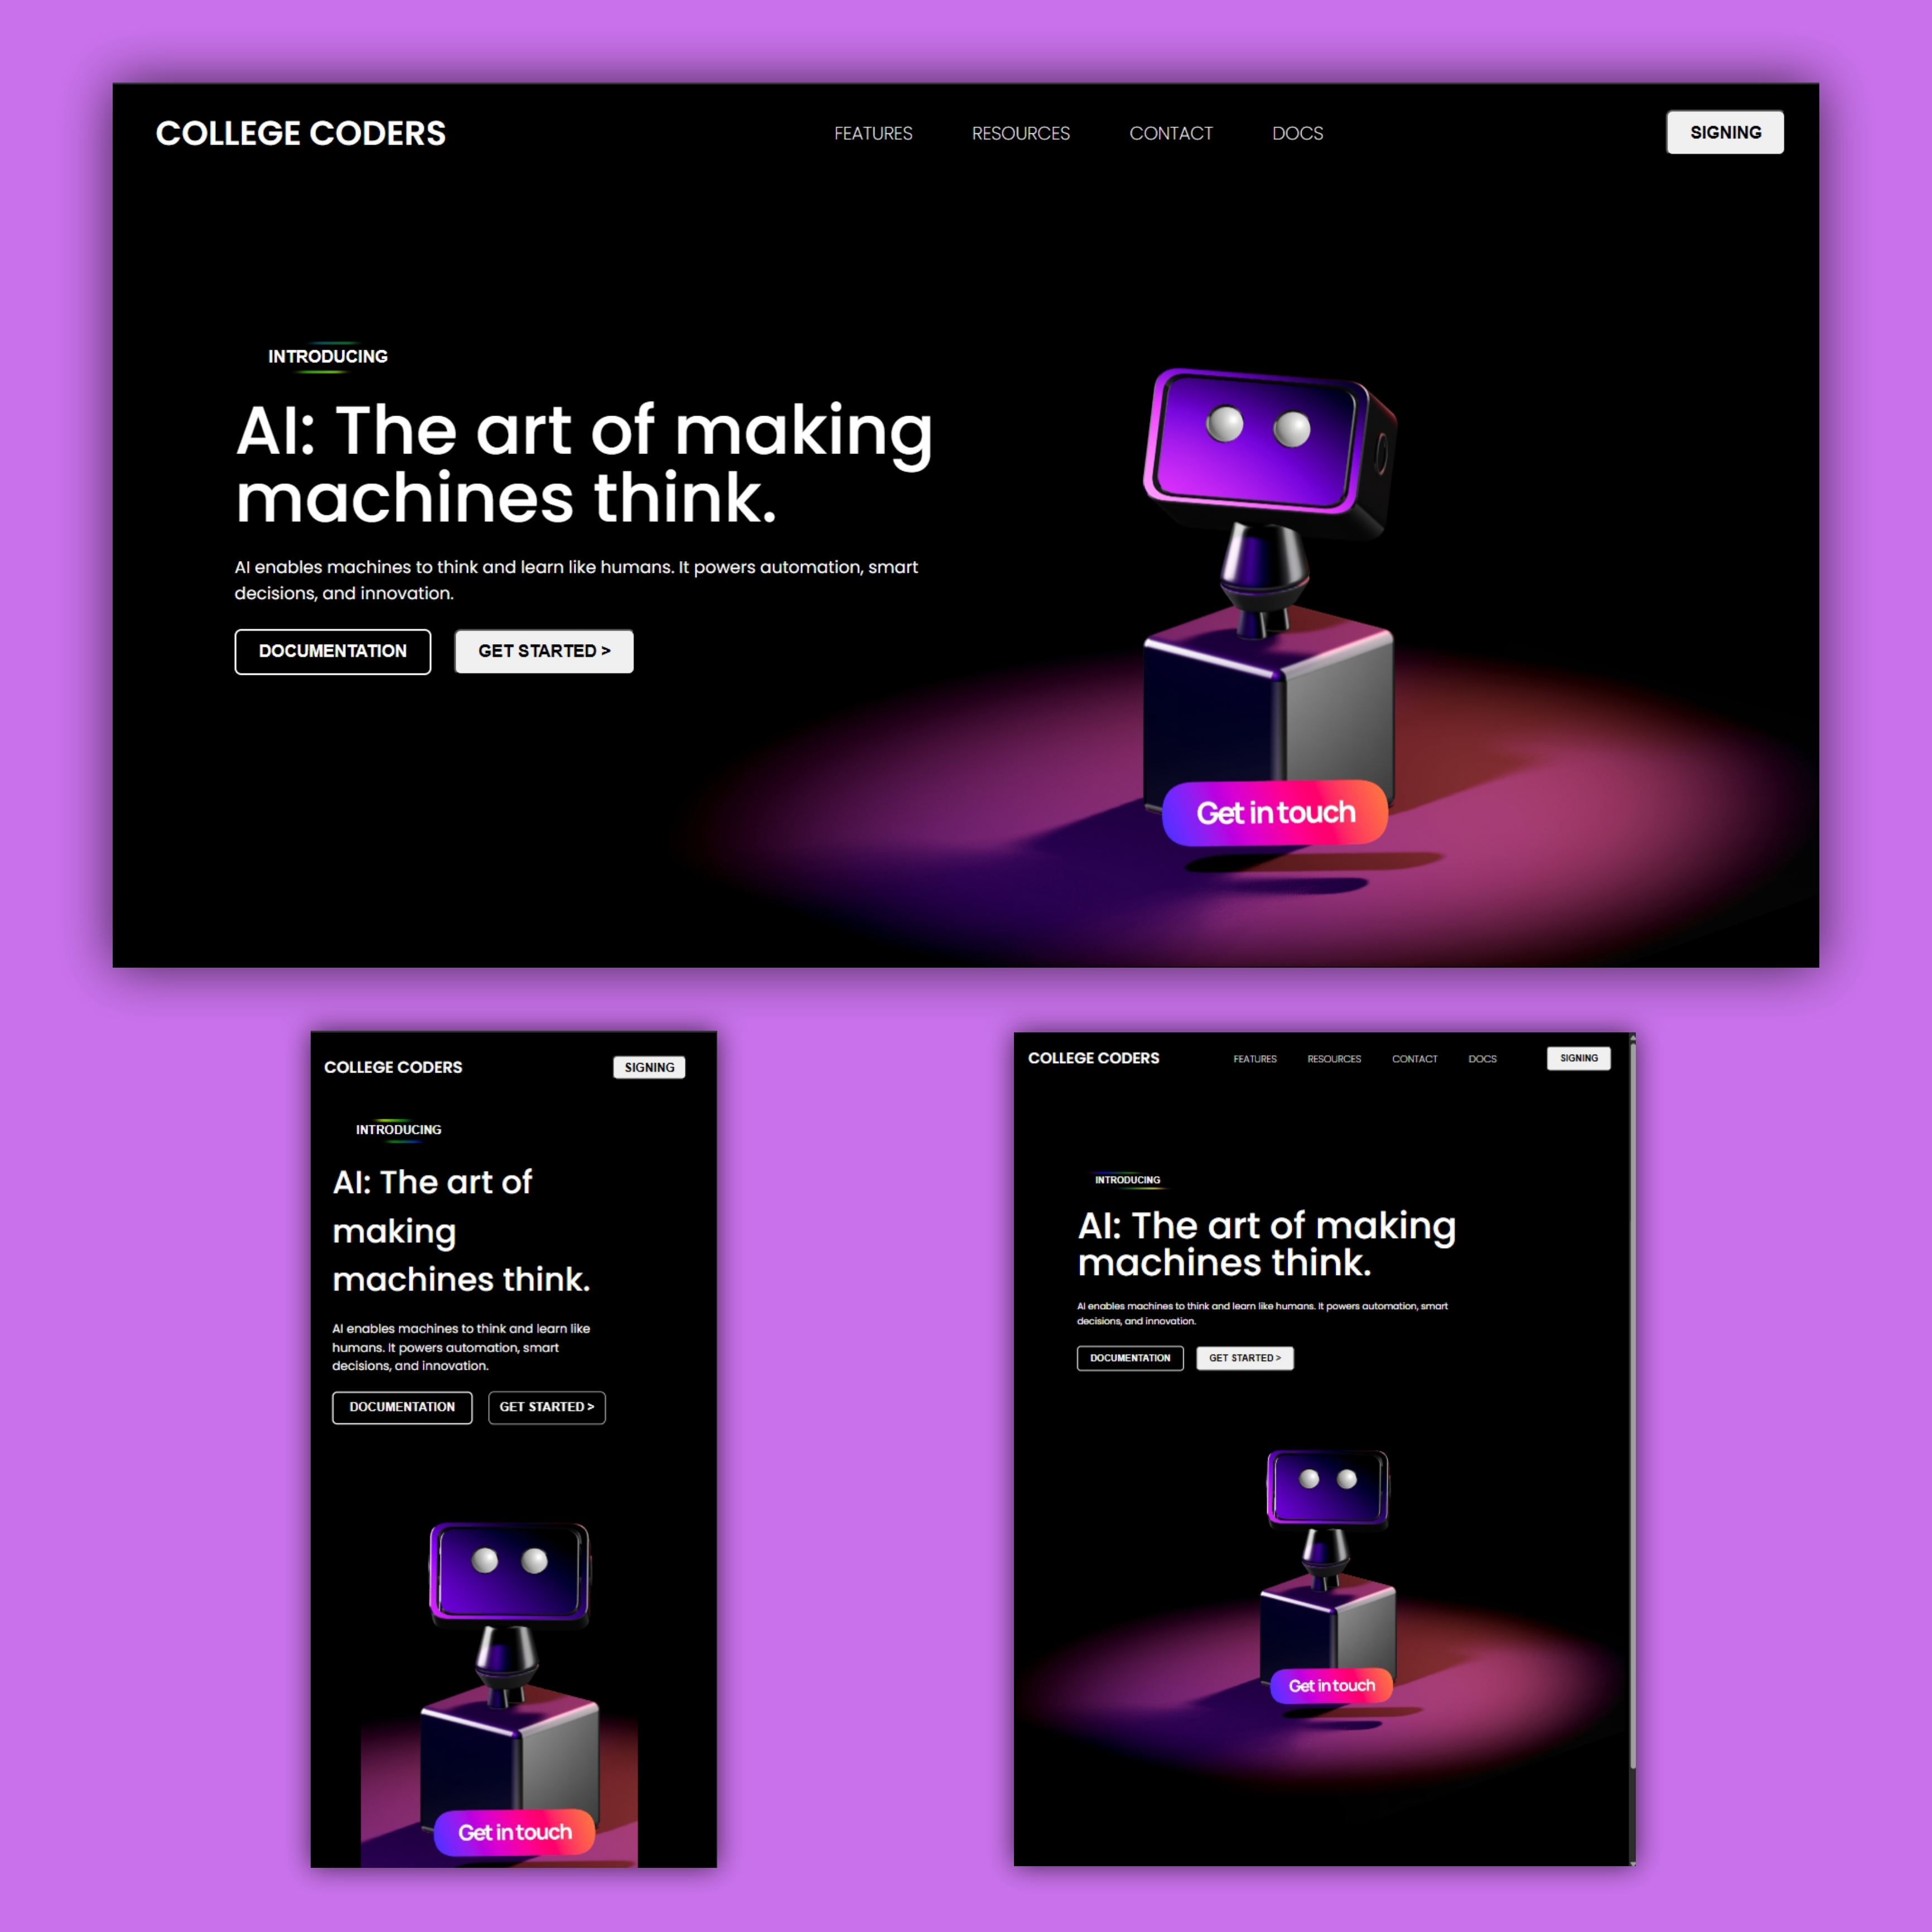 COLLEGE CODERS
FEATURES
RESOURCES
CONTACT
DOCS
SIGNING
INTRODUCING
AI: The art of making
machines think.
AI enables machines to think and learn like humans. It powers automation, smart
decisions, and innovation.
DOCUMENTATION
GET STARTED >
Get in touch
COLLEGE CODERS
SIGNING
INTRODUCING
AI: The art of
making
machines think.
AI enables machines to think and learn like
humans. It powers automation, smart
decisions, and innovation.
DOCUMENTATION
GET STARTED >
Get in touch
COLLEGE CODERS
FEATURES
RESOURCES
CONTACT
DOCS
SIGNING
INTRODUCING
AI: The art of making
machines think.
AI enables machines to think and learn like humans. It powers automation, smart
decisions, and innovation.
DOCUMENTATION
GET STARTED >
Get in touch